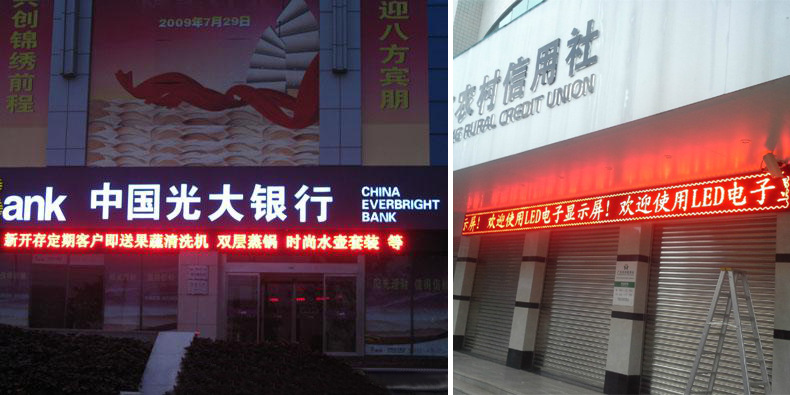 共创锦绣前程
2009年7月29日
迎八方宾朋
ank 中国光大银行 CHINA EVERBRIGHT BANK
新开存定期客户即送果蔬清洗机 双层蒸锅 时尚水壶套装 等
农村信用社
RURAL CREDIT UNION
示屏！欢迎使用LED电子显示屏！欢迎使用LED电子显